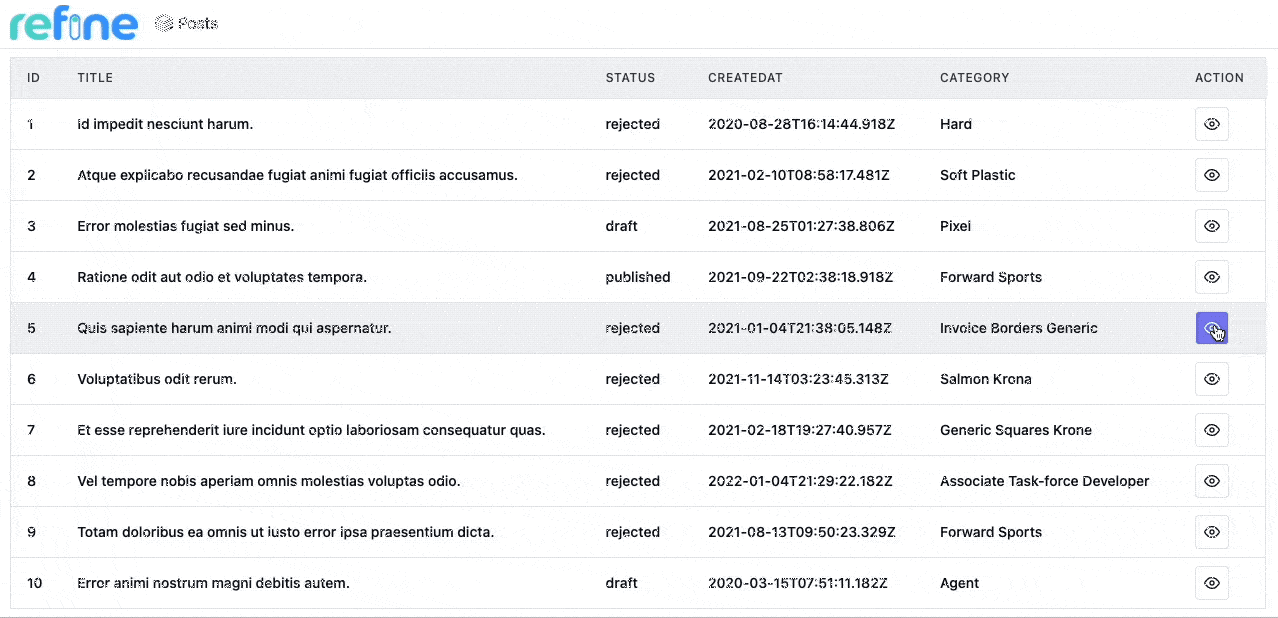 refine Posts
ID TITLE STATUS CREATEDAT CATEGORY ACTION
1 Id impedit nesciunt harum. rejected 2020-08-28T16:14:44.918Z Hard
2 Atque explicabo recusandae fugiat animi fugiat officiis accusamus. rejected 2021-02-10T08:58:17.481Z Soft Plastic
3 Error molestias fugiat sed minus. draft 2021-08-25T01:27:38.806Z Pixel
4 Ratione odit aut odio et voluptates tempora. published 2021-09-22T02:38:18.918Z Forward Sports
5 Quis sapiente harum animi modi qui aspernatur. rejected 2021-01-04T21:38:05.148Z Invoice Borders Generic
6 Voluptatibus odit rerum. rejected 2021-11-14T03:23:45.313Z Salmon Krona
7 Et esse reprehenderit iure incidunt optio laboriosam consequatur quas. rejected 2021-02-18T19:27:40.957Z Generic Squares Krone
8 Vel tempore nobis aperiam omnis molestias voluptas odio. rejected 2022-01-04T21:29:22.182Z Associate Task-force Developer
9 Totam doloribus ea omnis ut iusto error ipsa praesentium dicta. rejected 2021-08-13T09:50:23.329Z Forward Sports
10 Error animi nostrum magni debitis autem. draft 2020-03-15T07:51:11.182Z Agent